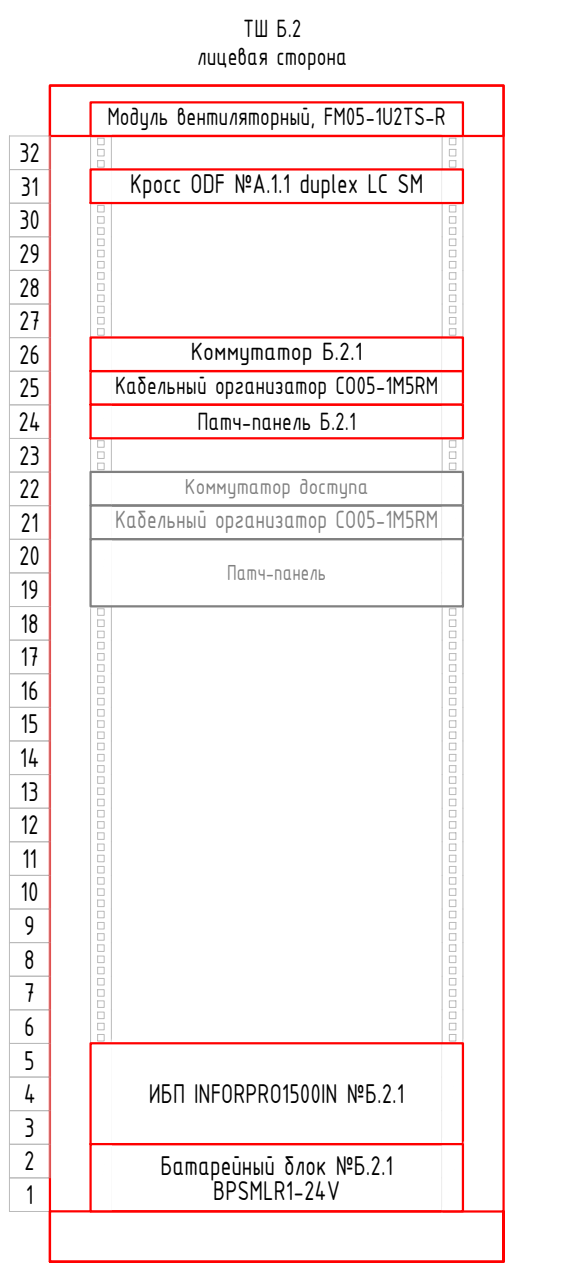 ТШ Б.2
лицевая сторона
Модуль вентиляторный, FM05-1U2TS-R
32
31 Кросс ODF №А.1.1 duplex LC SM
30
29
28
27
26 Коммутатор Б.2.1
25 Кабельный организатор CO05-1M5RM
24 Патч-панель Б.2.1
23
22 Коммутатор доступа
21 Кабельный организатор CO05-1M5RM
20
Патч-панель
19
18
17
16
15
14
13
12
11
10
9
8
7
6
5
4 ИБП INFORPRO1500IN №Б.2.1
3
2 Батарейный блок №Б.2.1
1 BPSMLR1-24V